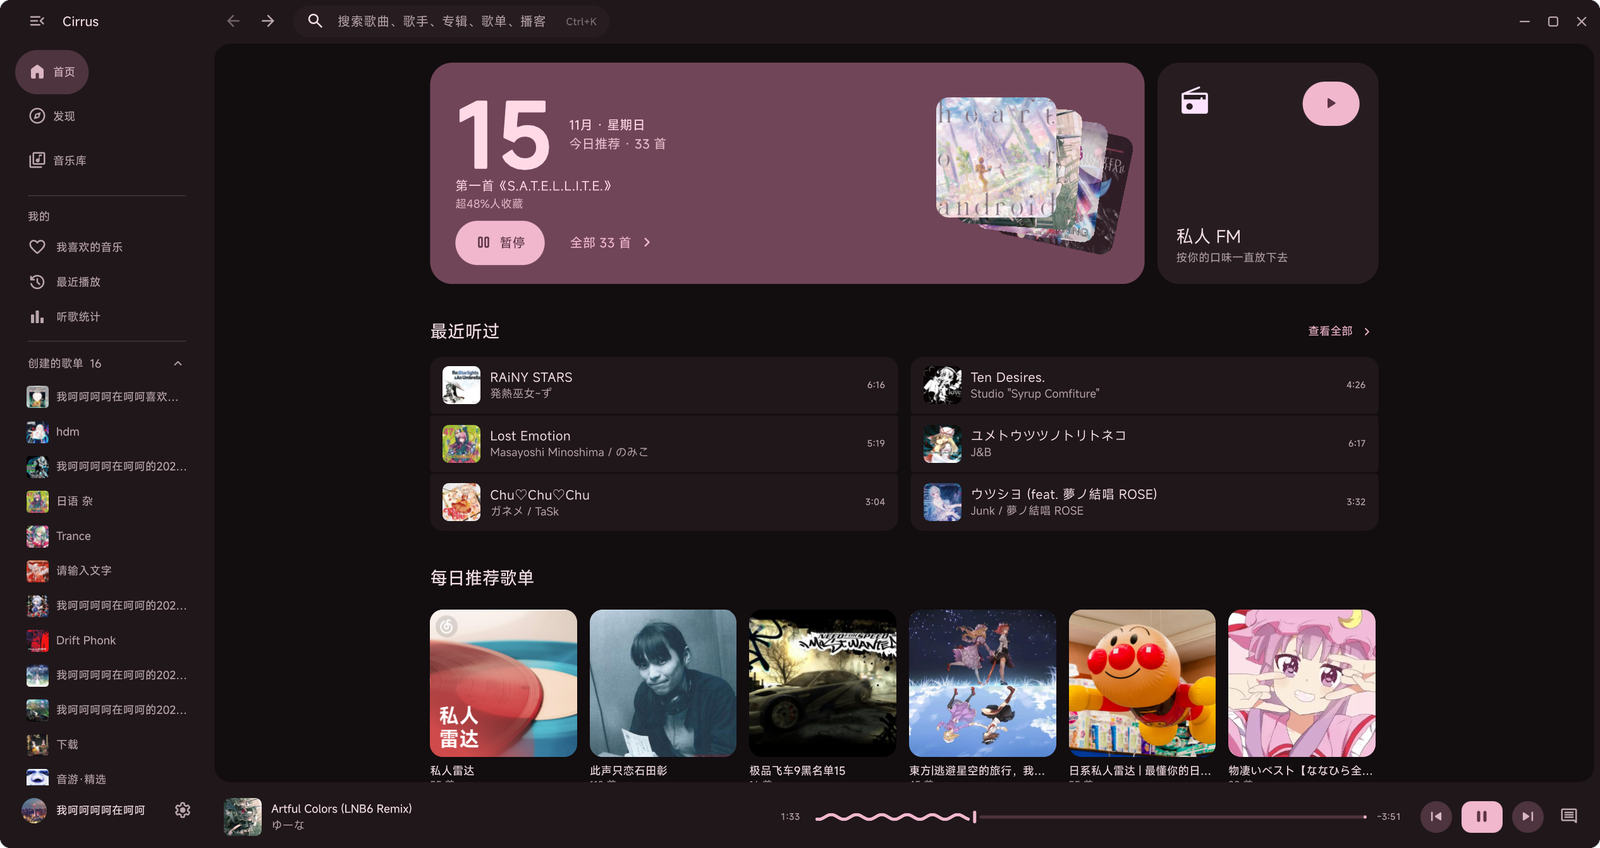 Cirrus
搜索歌曲、歌手、专辑、歌单、播客
Ctrl+K
首页
发现
音乐库
我的
我喜欢的音乐
最近播放
听歌统计
创建的歌单 16
我呵呵呵呵在呵呵喜欢...
hdm
我呵呵呵呵在呵呵的202...
日语 杂
Trance
请输入文字
我呵呵呵呵在呵呵的202...
Drift Phonk
我呵呵呵呵在呵呵的202...
我呵呵呵呵在呵呵的202...
下载
音游·精选
我呵呵呵呵在呵呵
15
11月 · 星期日
今日推荐 · 33 首
第一首《S.A.T.E.L.L.I.T.E.》
超48%人收藏
暂停
全部 33 首
heart
of
android
私人 FM
按你的口味一直放下去
最近听过
查看全部
RAiNY STARS
発熱巫女~ず
6:16
Ten Desires.
Studio "Syrup Comfiture"
4:26
Lost Emotion
Masayoshi Minoshima / のみこ
5:19
ユメトウツツノトリトネコ
J&B
6:17
Chu♡Chu♡Chu
ガネメ / TaSk
3:04
ウツシヨ (feat. 夢ノ結唱 ROSE)
Junk / 夢ノ結唱 ROSE
3:32
每日推荐歌单
私人
雷达
私人雷达
此声只恋石田彰
极品飞车9黑名单15
東方|逃避星空的旅行，我...
日系私人雷达 | 最懂你的日...
物凄いベスト【ななひら全...
Artful Colors (LNB6 Remix)
ゆーな
1:33
-3:51